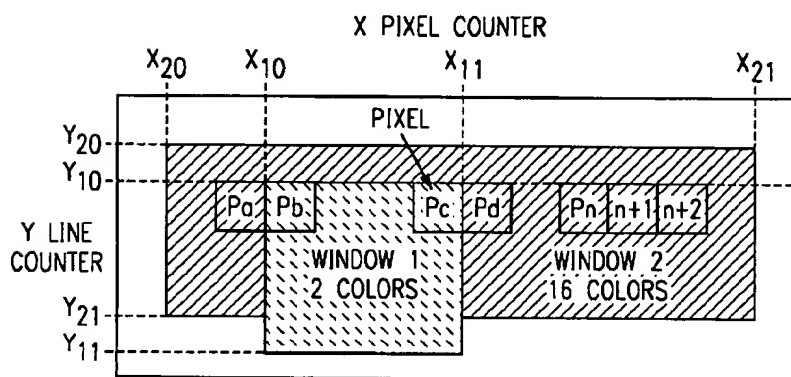 X PIXEL COUNTER
X20 X10 X11 X21
PIXEL
Y20
Y10
Pa Pb Pc Pd Pn n+1 n+2
Y LINE
COUNTER
WINDOW 1
2 COLORS
WINDOW 2
16 COLORS
Y21
Y11